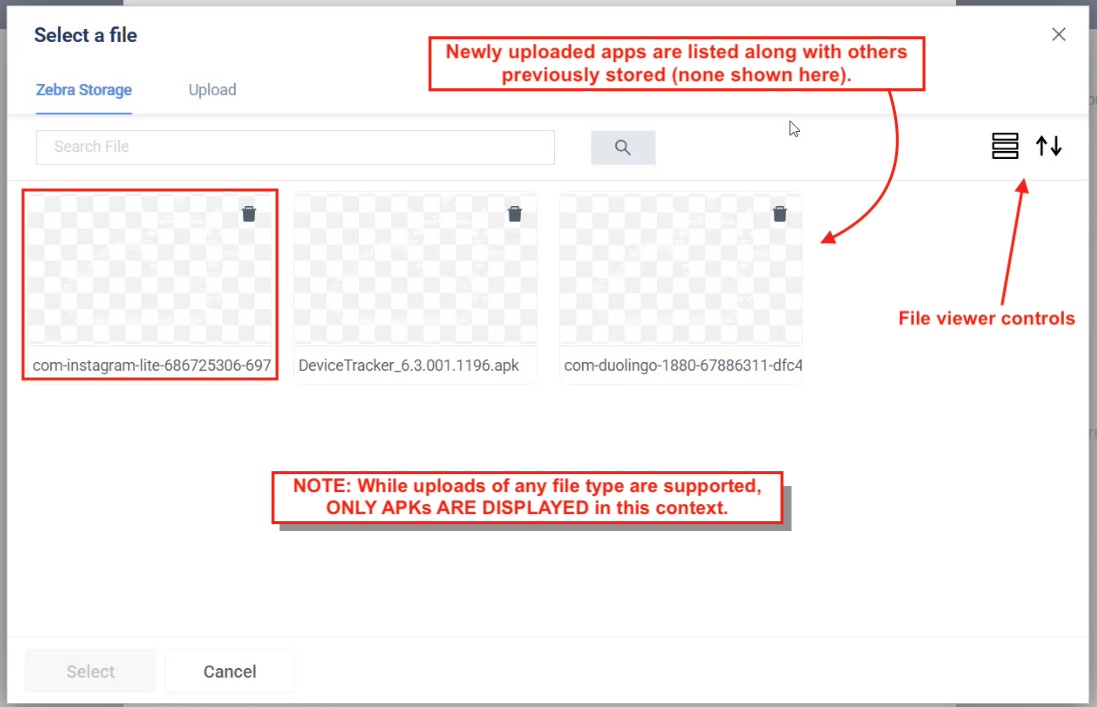 Select a file
Newly uploaded apps are listed along with others
previously stored (none shown here).
Zebra Storage
Upload
Search File
com-instagram-lite-686725306-697
DeviceTracker_6.3.001.1196.apk
com-duolingo-1880-67886311-dfc4
File viewer controls
NOTE: While uploads of any file type are supported,
ONLY APKs ARE DISPLAYED in this context.
Select
Cancel